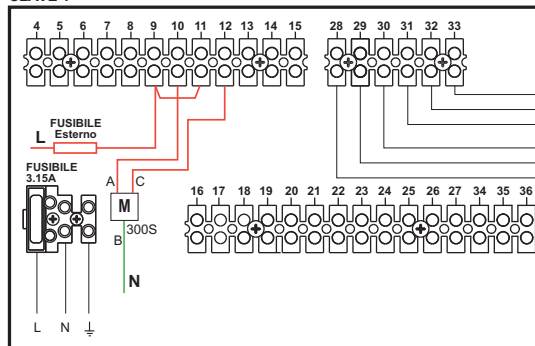 4 5 6 7 8 9 10 11 12 13 14 15 28 29 30 31 32 33
FUSIBILE
Esterno
L
FUSIBILE
3.15A
A C
M
300S
B
N
16 17 18 19 20 21 22 23 24 25 26 27 34 35 36
L N